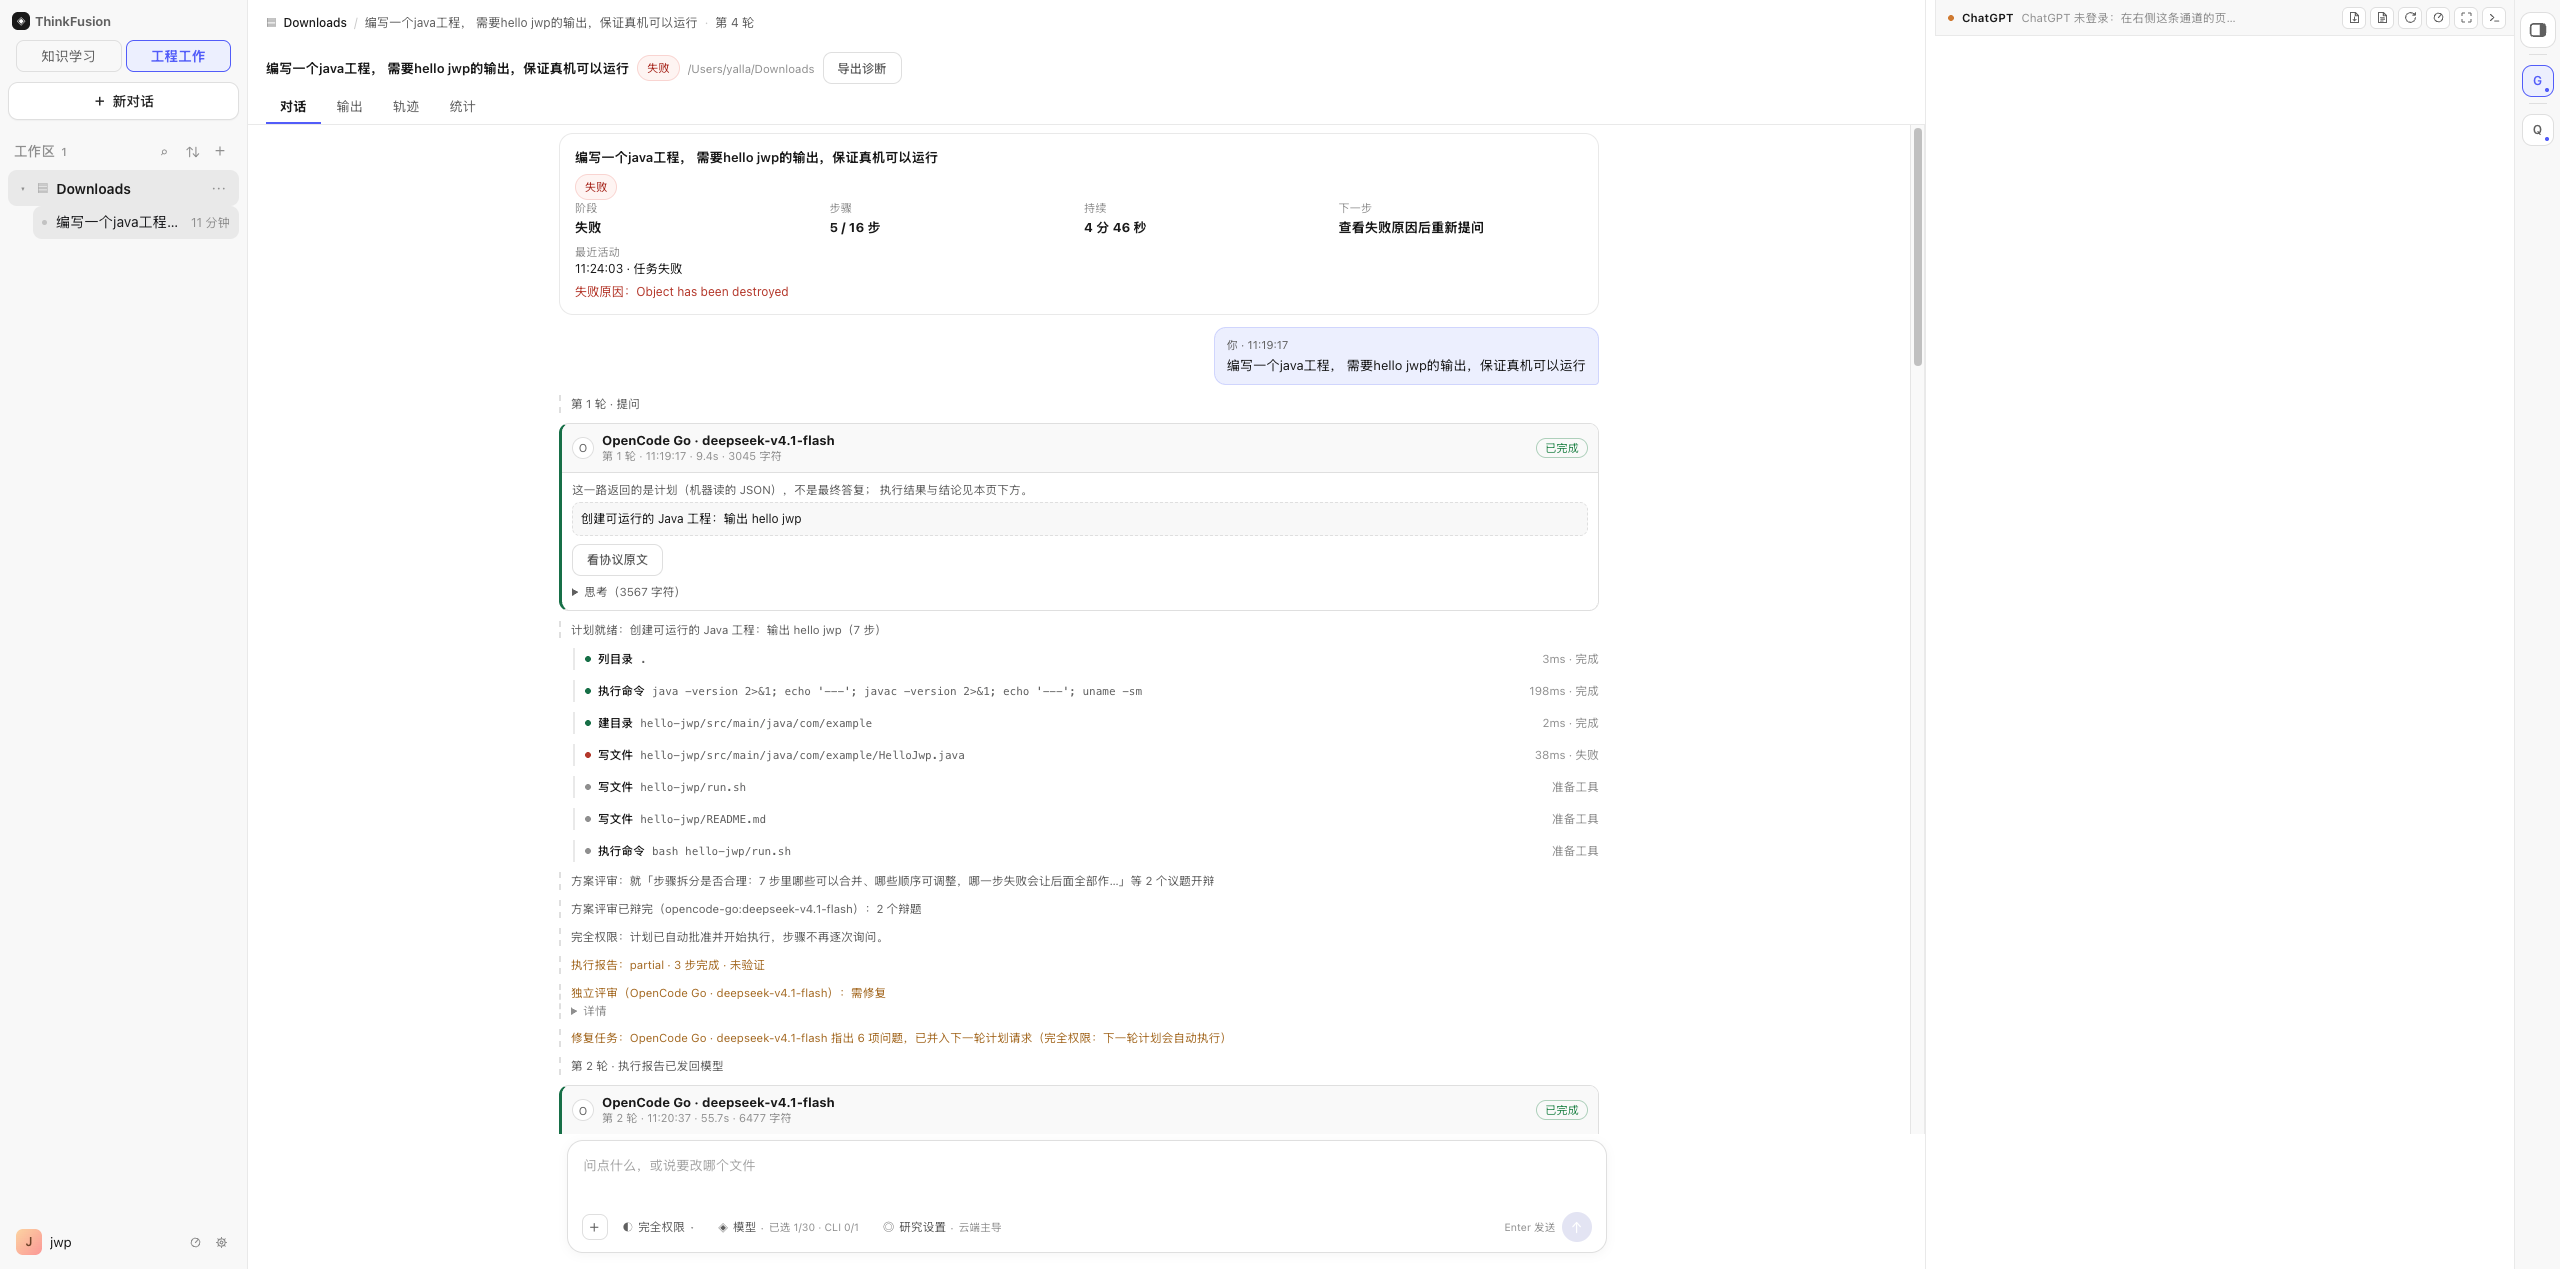 ThinkFusion
知识学习
工程工作
+ 新对话
工作区 1
Downloads
编写一个java工程... 11 分钟
J jwp
Downloads / 编写一个java工程， 需要hello jwp的输出，保证真机可以运行 · 第 4 轮
编写一个java工程， 需要hello jwp的输出，保证真机可以运行 失败 /Users/yalla/Downloads 导出诊断
对话 输出 轨迹 统计
编写一个java工程， 需要hello jwp的输出，保证真机可以运行
失败
阶段 步骤 持续 下一步
失败 5 / 16 步 4 分 46 秒 查看失败原因后重新提问
最近活动
11:24:03 · 任务失败
失败原因：Object has been destroyed
你 · 11:19:17
编写一个java工程， 需要hello jwp的输出，保证真机可以运行
第 1 轮 · 提问
O OpenCode Go · deepseek-v4.1-flash 已完成
第 1 轮 · 11:19:17 · 9.4s · 3045 字符
这一路返回的是计划（机器读的 JSON），不是最终答复； 执行结果与结论见本页下方。
创建可运行的 Java 工程：输出 hello jwp
看协议原文
思考（3567 字符）
计划就绪：创建可运行的 Java 工程：输出 hello jwp（7 步）
列目录 . 3ms · 完成
执行命令 java -version 2>&1; echo '---'; javac -version 2>&1; echo '---'; uname -sm 198ms · 完成
建目录 hello-jwp/src/main/java/com/example 2ms · 完成
写文件 hello-jwp/src/main/java/com/example/HelloJwp.java 38ms · 失败
写文件 hello-jwp/run.sh 准备工具
写文件 hello-jwp/README.md 准备工具
执行命令 bash hello-jwp/run.sh 准备工具
方案评审：就「步骤拆分是否合理：7 步里哪些可以合并、哪些顺序可调整，哪一步失败会让后面全部作…」等 2 个议题开辩
方案评审已辩完（opencode-go:deepseek-v4.1-flash）：2 个辩题
完全权限：计划已自动批准并开始执行，步骤不再逐次询问。
执行报告：partial · 3 步完成 · 未验证
独立评审（OpenCode Go · deepseek-v4.1-flash）：需修复
详情
修复任务：OpenCode Go · deepseek-v4.1-flash 指出 6 项问题，已并入下一轮计划请求（完全权限：下一轮计划会自动执行）
第 2 轮 · 执行报告已发回模型
O OpenCode Go · deepseek-v4.1-flash 已完成
第 2 轮 · 11:20:37 · 55.7s · 6477 字符
问点什么，或说要改哪个文件
+ 完全权限 · 模型 · 已选 1/30 · CLI 0/1 研究设置 · 云端主导 Enter 发送
ChatGPT ChatGPT 未登录：在右侧这条通道的页...
G
Q